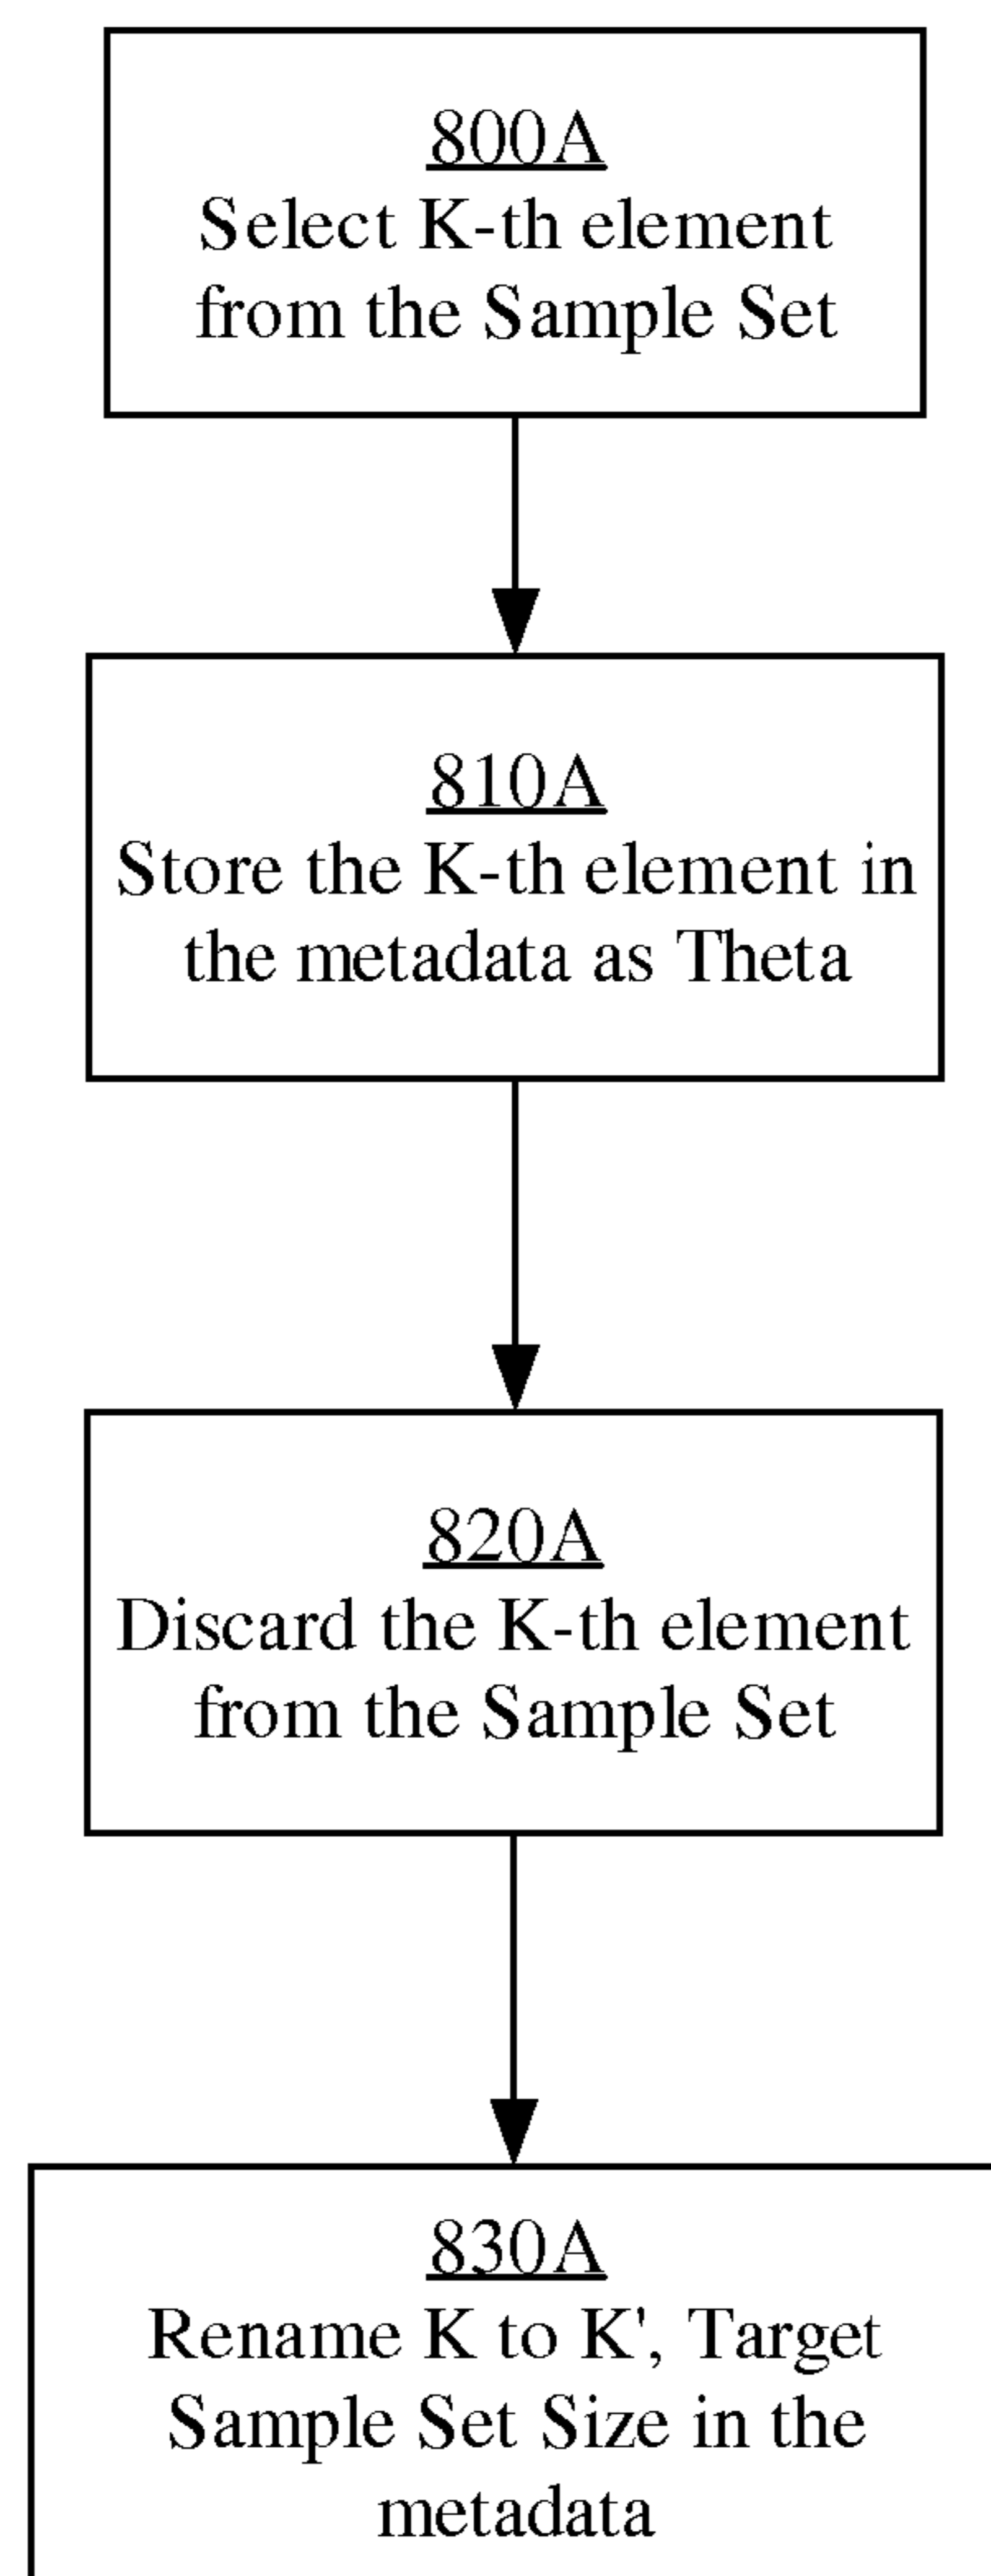 800A
Select K-th element
from the Sample Set
810A
Store the K-th element in
the metadata as Theta
820A
Discard the K-th element
from the Sample Set
830A
Rename K to K', Target
Sample Set Size in the
metadata